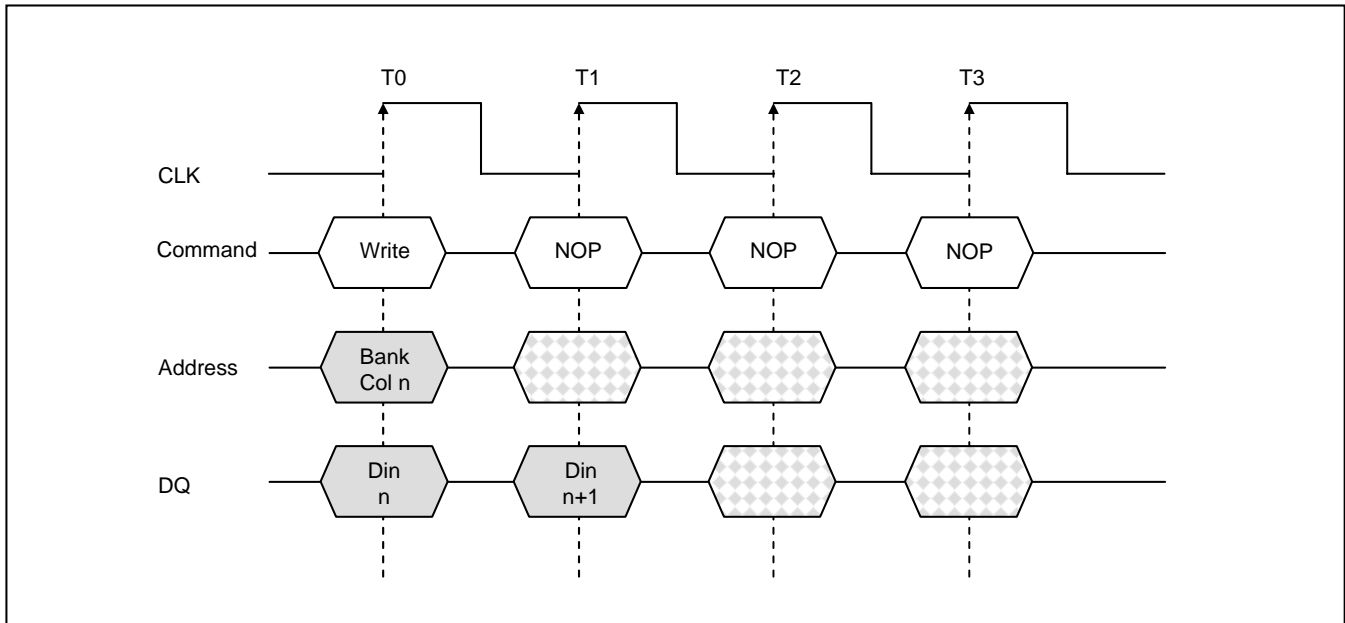 T0 T1 T2 T3
CLK
Command Write NOP NOP NOP
Address Bank
Col n
DQ Din Din
n n+1